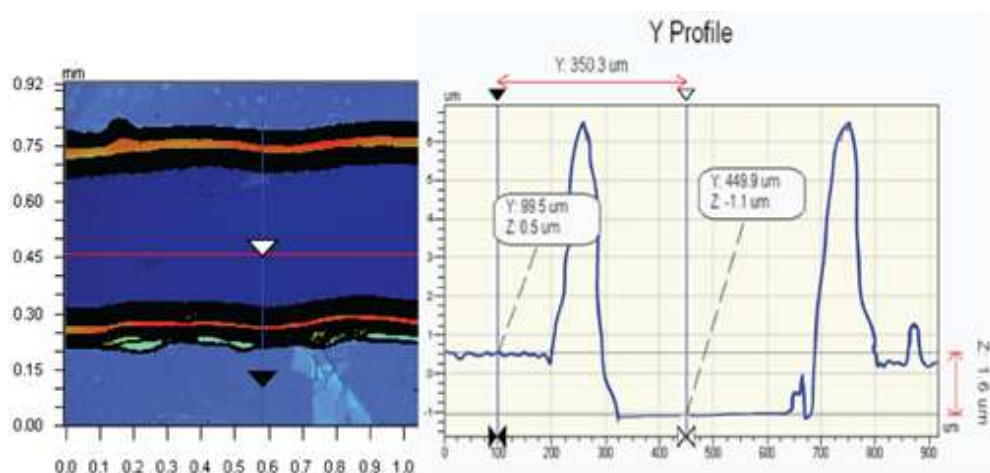 mm
0.92
0.75
0.60
0.45
0.30
0.15
0.00
0.0 0.1 0.2 0.3 0.4 0.5 0.6 0.7 0.8 0.9 1.0
Y Profile
Y: 350.3 um
um
6
5
3
2
1
0
-1
Y: 99.5 um
Z: 0.5 um
Y: 449.9 um
Z: -1.1 um
Z: 1.6 um
0 100 200 300 400 500 600 700 800 900